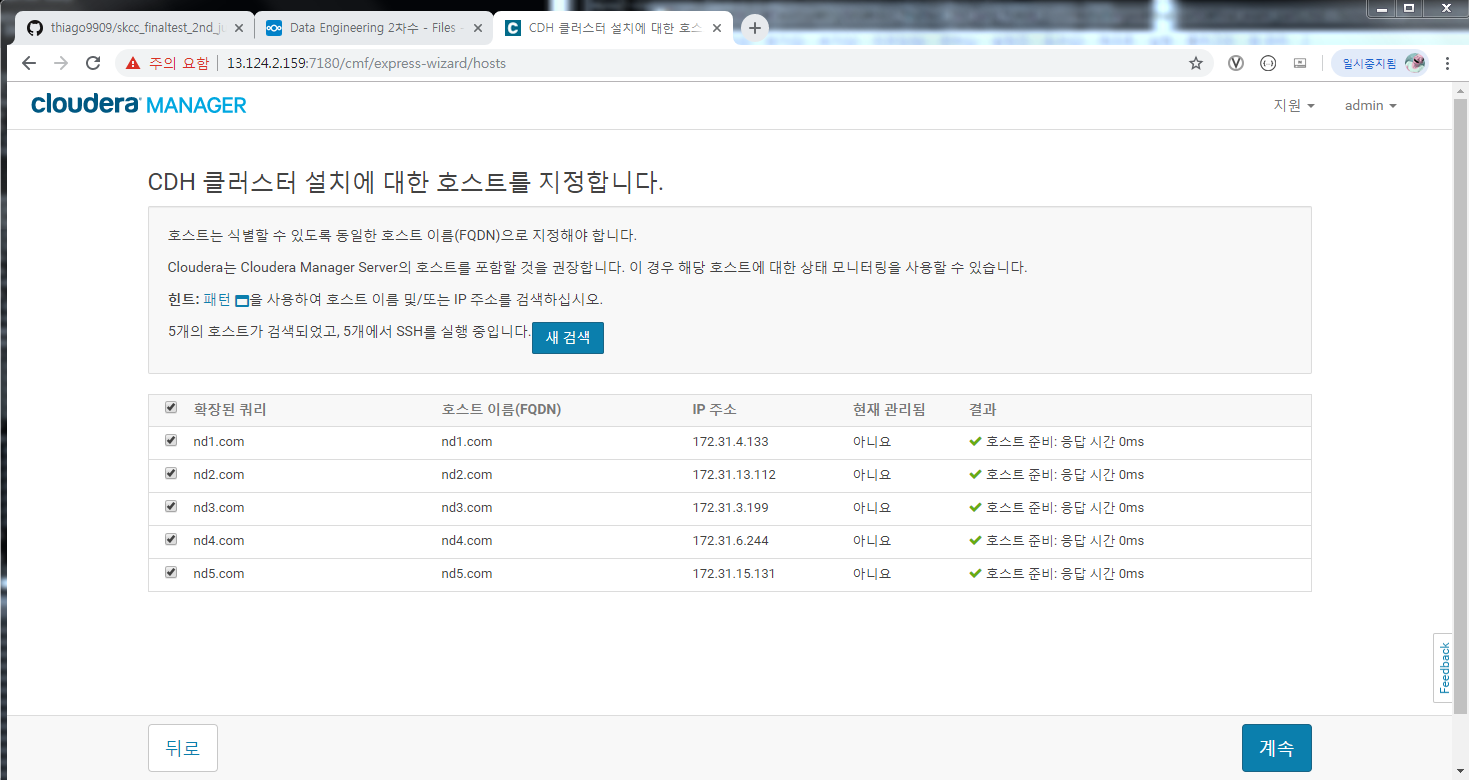 thiago9909/skcc_finaltest_2nd_ju
Data Engineering 2차수 - Files -
CDH 클러스터 설치에 대한 호스
주의 요함 13.124.2.159:7180/cmf/express-wizard/hosts
일시중지됨
cloudera MANAGER
지원
admin
CDH 클러스터 설치에 대한 호스트를 지정합니다.
호스트는 식별할 수 있도록 동일한 호스트 이름(FQDN)으로 지정해야 합니다.
Cloudera는 Cloudera Manager Server의 호스트를 포함할 것을 권장합니다. 이 경우 해당 호스트에 대한 상태 모니터링을 사용할 수 있습니다.
힌트: 패턴 을 사용하여 호스트 이름 및/또는 IP 주소를 검색하십시오.
5개의 호스트가 검색되었고, 5개에서 SSH를 실행 중입니다. 새 검색
확장된 쿼리 호스트 이름(FQDN) IP 주소 현재 관리됨 결과
nd1.com nd1.com 172.31.4.133 아니요 호스트 준비: 응답 시간 0ms
nd2.com nd2.com 172.31.13.112 아니요 호스트 준비: 응답 시간 0ms
nd3.com nd3.com 172.31.3.199 아니요 호스트 준비: 응답 시간 0ms
nd4.com nd4.com 172.31.6.244 아니요 호스트 준비: 응답 시간 0ms
nd5.com nd5.com 172.31.15.131 아니요 호스트 준비: 응답 시간 0ms
Feedback
뒤로
계속